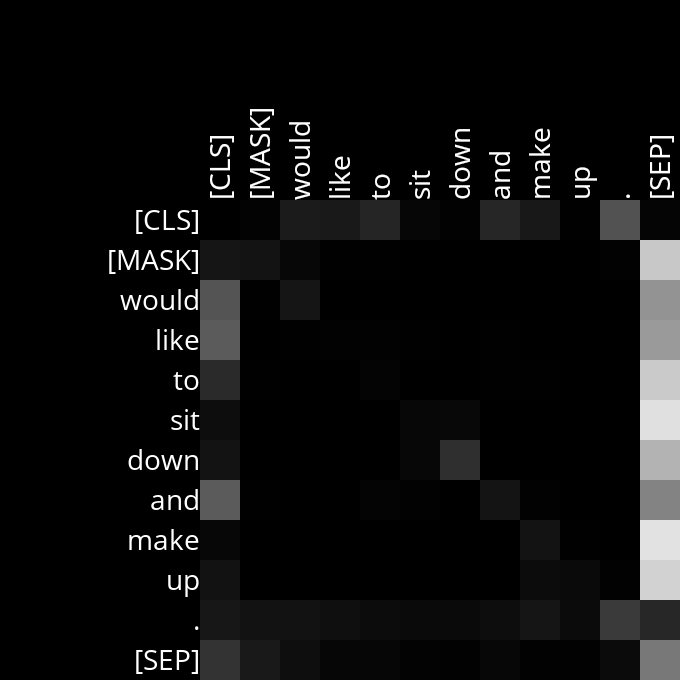 [CLS]
[MASK]
would
like
to
sit
down
and
make
up
.
[SEP]
[CLS]
[MASK]
would
like
to
sit
down
and
make
up
.
[SEP]